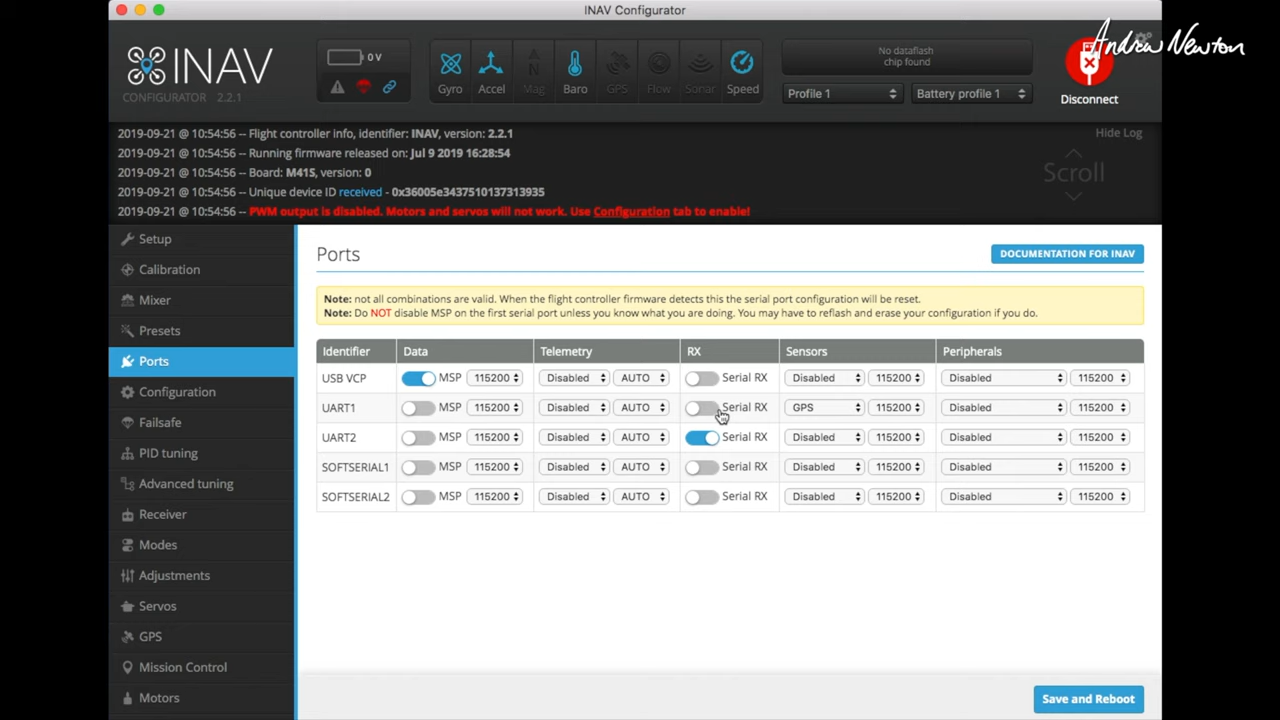 INAV Configurator
Andrew Newton
INAV
CONFIGURATOR 2.2.1
0 V
Gyro Accel Mag Baro GPS Flow Sonar Speed
No dataflash
chip found
Profile 1 Battery profile 1
Disconnect
2019-09-21 @ 10:54:56 -- Flight controller info, identifier: INAV, version: 2.2.1
Hide Log
2019-09-21 @ 10:54:56 -- Running firmware released on: Jul 9 2019 16:28:54
2019-09-21 @ 10:54:56 -- Board: M41S, version: 0
Scroll
2019-09-21 @ 10:54:56 -- Unique device ID received - 0x36005e3437510137313935
2019-09-21 @ 10:54:56 -- PWM output is disabled. Motors and servos will not work. Use Configuration tab to enable!
Setup
Calibration
Mixer
Presets
Ports
Configuration
Failsafe
PID tuning
Advanced tuning
Receiver
Modes
Adjustments
Servos
GPS
Mission Control
Motors
Ports
DOCUMENTATION FOR INAV
Note: not all combinations are valid. When the flight controller firmware detects this the serial port configuration will be reset.
Note: Do NOT disable MSP on the first serial port unless you know what you are doing. You may have to reflash and erase your configuration if you do.
Identifier Data Telemetry RX Sensors Peripherals
USB VCP MSP 115200 Disabled AUTO Serial RX Disabled 115200 Disabled 115200
UART1 MSP 115200 Disabled AUTO Serial RX GPS 115200 Disabled 115200
UART2 MSP 115200 Disabled AUTO Serial RX Disabled 115200 Disabled 115200
SOFTSERIAL1 MSP 115200 Disabled AUTO Serial RX Disabled 115200 Disabled 115200
SOFTSERIAL2 MSP 115200 Disabled AUTO Serial RX Disabled 115200 Disabled 115200
Save and Reboot